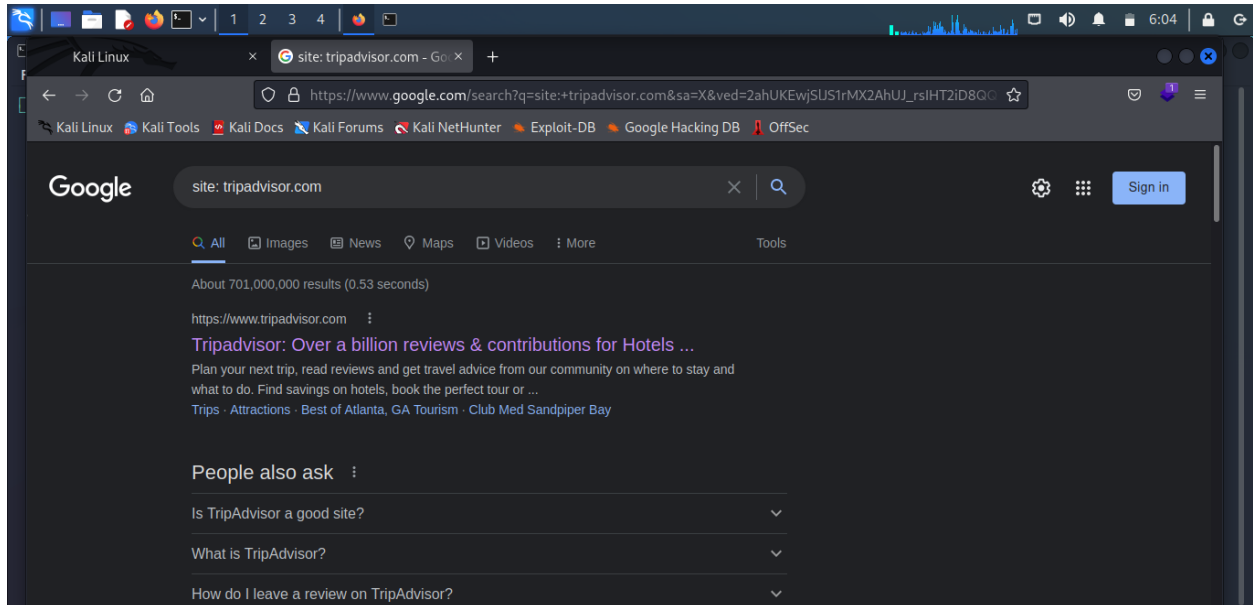 1 2 3 4 6:04
Kali Linux × site: tripadvisor.com - Goo × +
https://www.google.com/search?q=site:+tripadvisor.com&sa=X&ved=
Kali Linux Kali Tools Kali Docs Kali Forums Kali NetHunter Exploit-DB Google Hacking DB OffSec
Google site: tripadvisor.com Sign in
All Images News Maps Videos More Tools
About 701,000,000 results (0.53 seconds)
https://www.tripadvisor.com
Tripadvisor: Over a billion reviews & contributions for Hotels ...
Plan your next trip, read reviews and get travel advice from our community on where to stay and
what to do. Find savings on hotels, book the perfect tour or ...
Trips · Attractions · Best of Atlanta, GA Tourism · Club Med Sandpiper Bay
People also ask
Is TripAdvisor a good site?
What is TripAdvisor?
How do I leave a review on TripAdvisor?